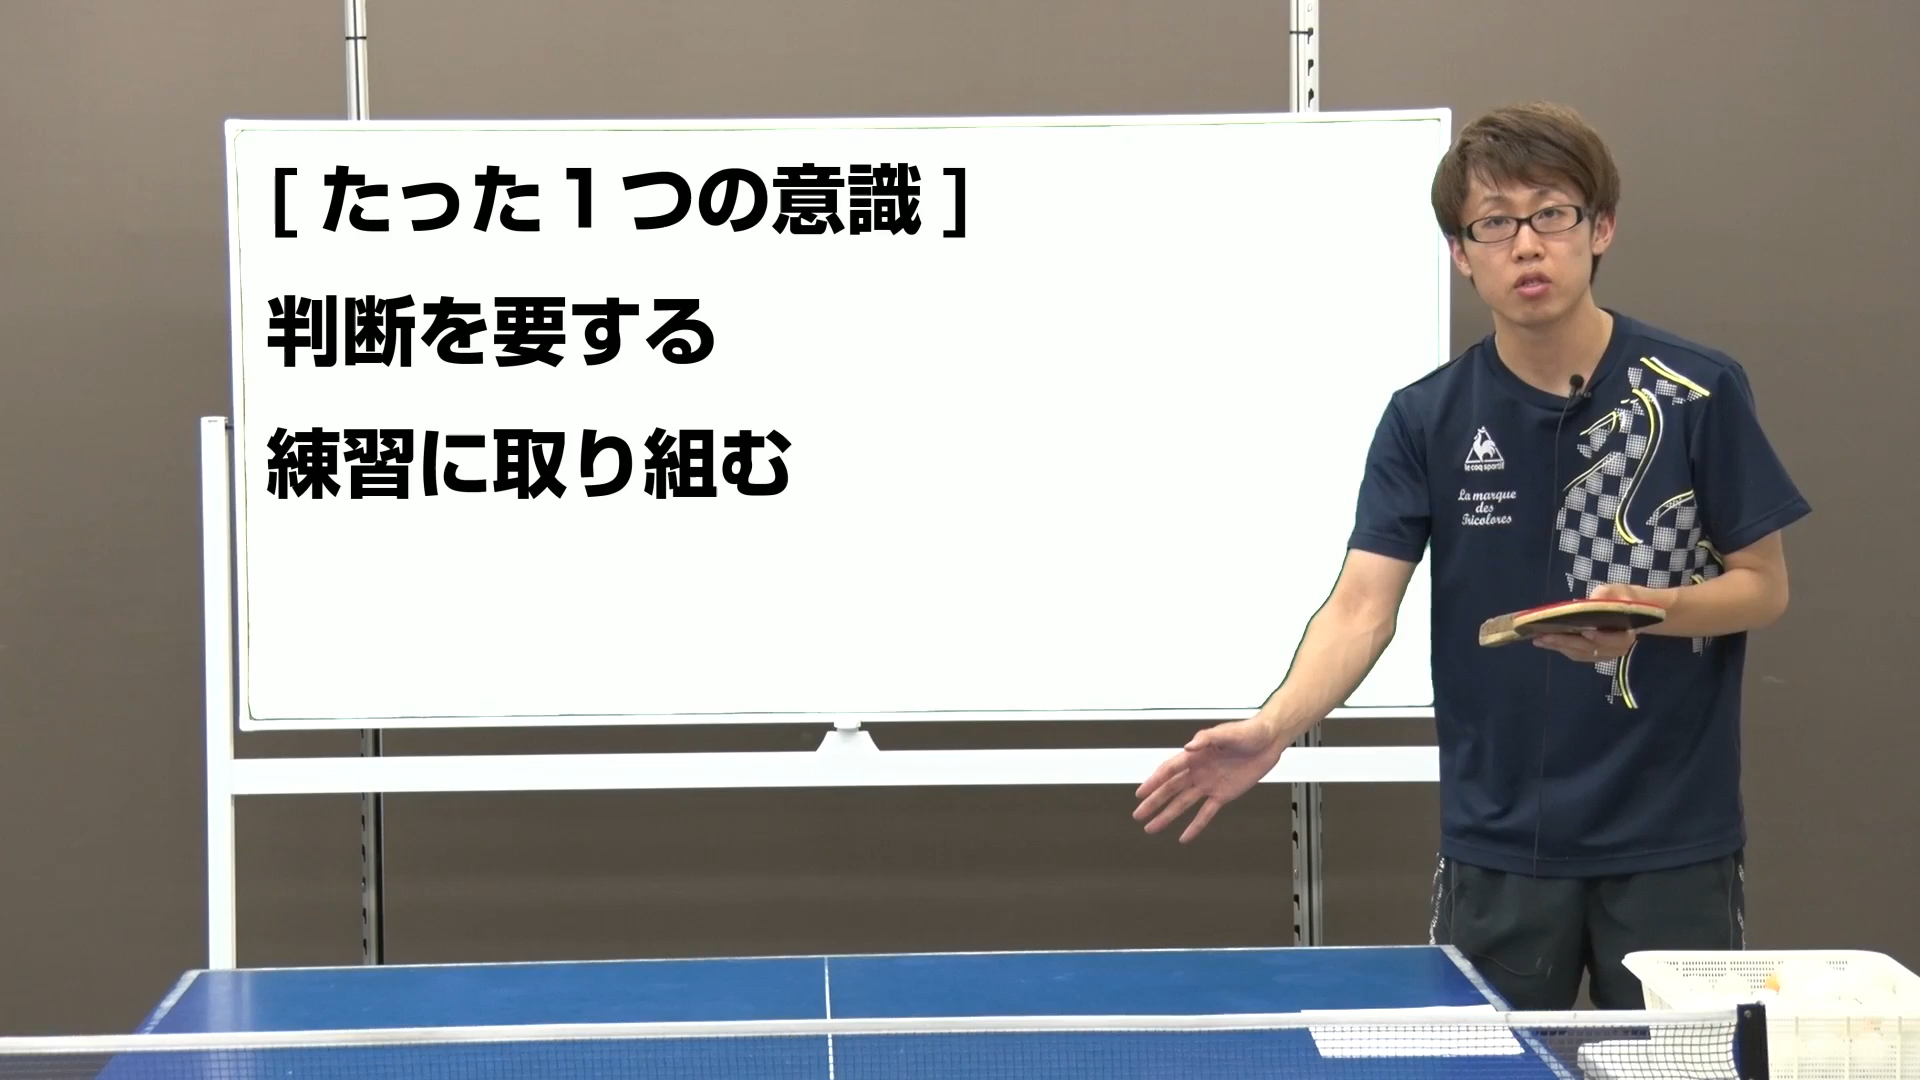 [ たった１つの意識 ]
判断を要する
練習に取り組む
le coq sportif
La marque
des
Tricolores